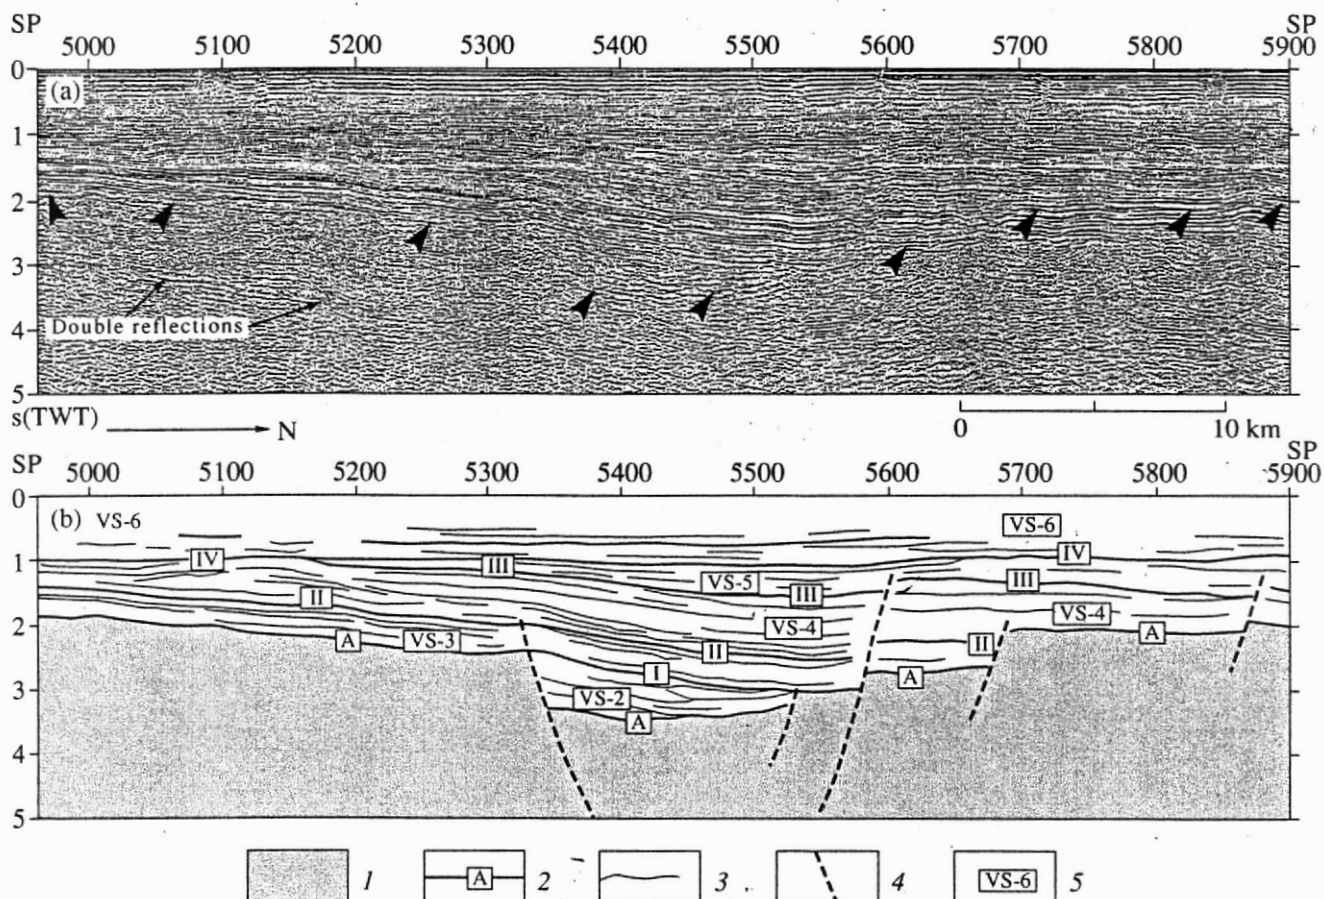 SP SP
5000 5100 5200 5300 5400 5500 5600 5700 5800 5900
0
(a)
1
2
3
Double reflections
4
5
s(TWT) N 0 10 km
SP SP
5000 5100 5200 5300 5400 5500 5600 5700 5800 5900
0
(b) VS-6 VS-6
1 IV III IV
VS-5 III III
II VS-4 VS-4
2 A VS-3 II II A
I A
3 VS-2
A
4
5
1 A 2 3 4 VS-6 5